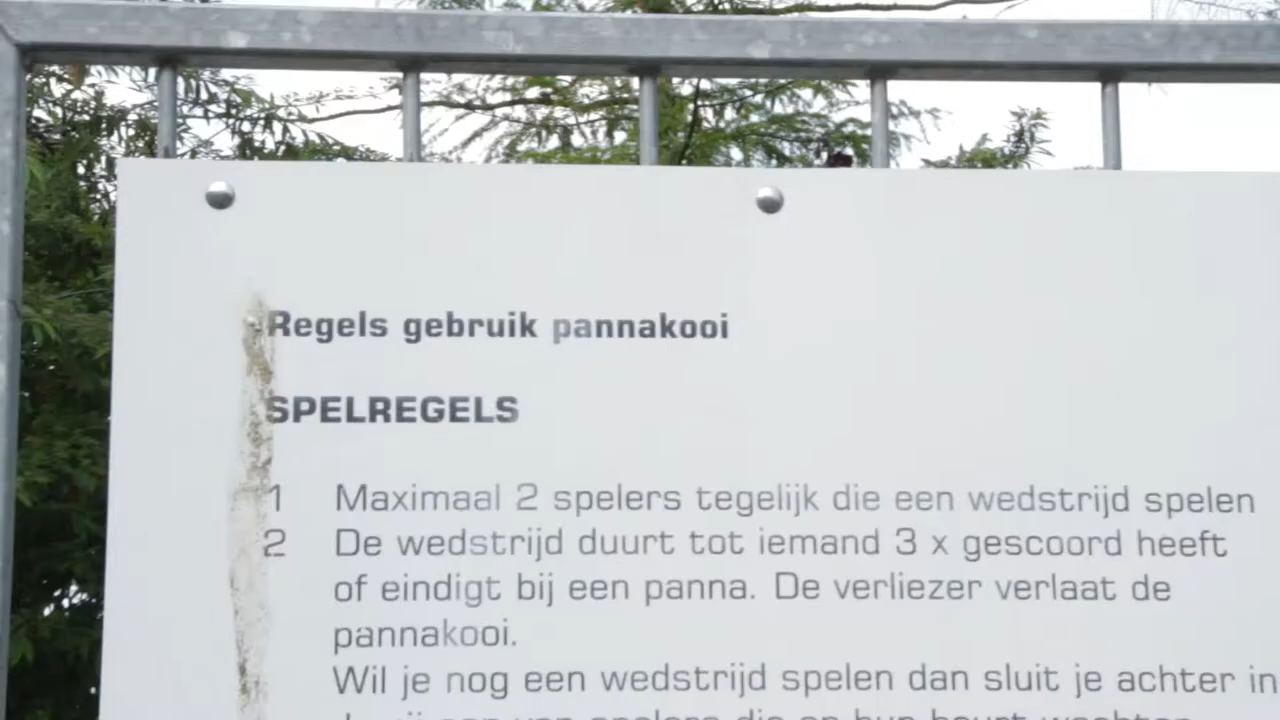 Regels gebruik pannakooi
SPELREGELS
1 Maximaal 2 spelers tegelijk die een wedstrijd spelen
2 De wedstrijd duurt tot iemand 3 x gescoord heeft
of eindigt bij een panna. De verliezer verlaat de
pannakooi.
Wil je nog een wedstrijd spelen dan sluit je achter in